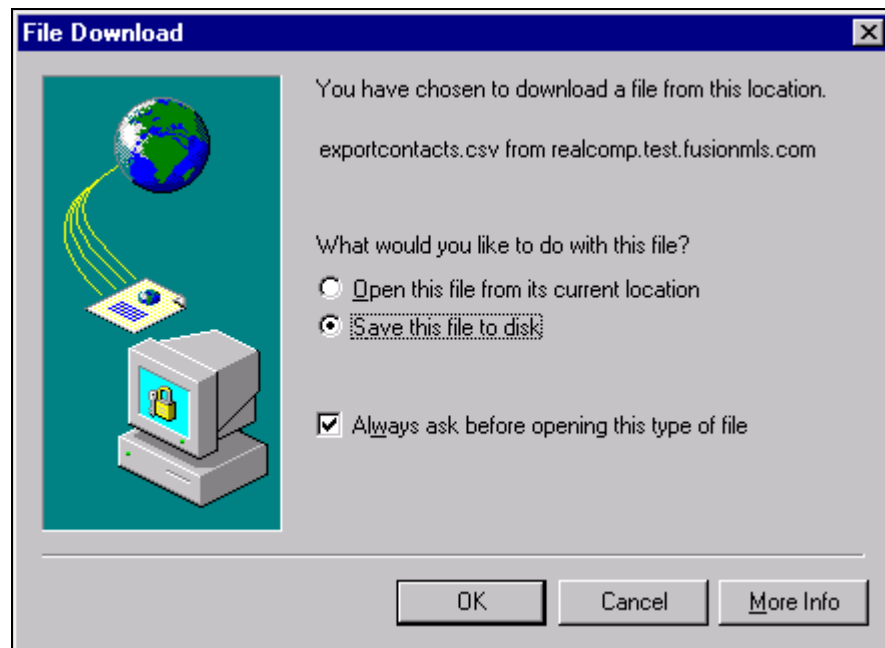 File Download
You have chosen to download a file from this location.
exportcontacts.csv from realcomp.test.fusionmls.com
What would you like to do with this file?
Open this file from its current location
Save this file to disk
Always ask before opening this type of file
OK Cancel More Info